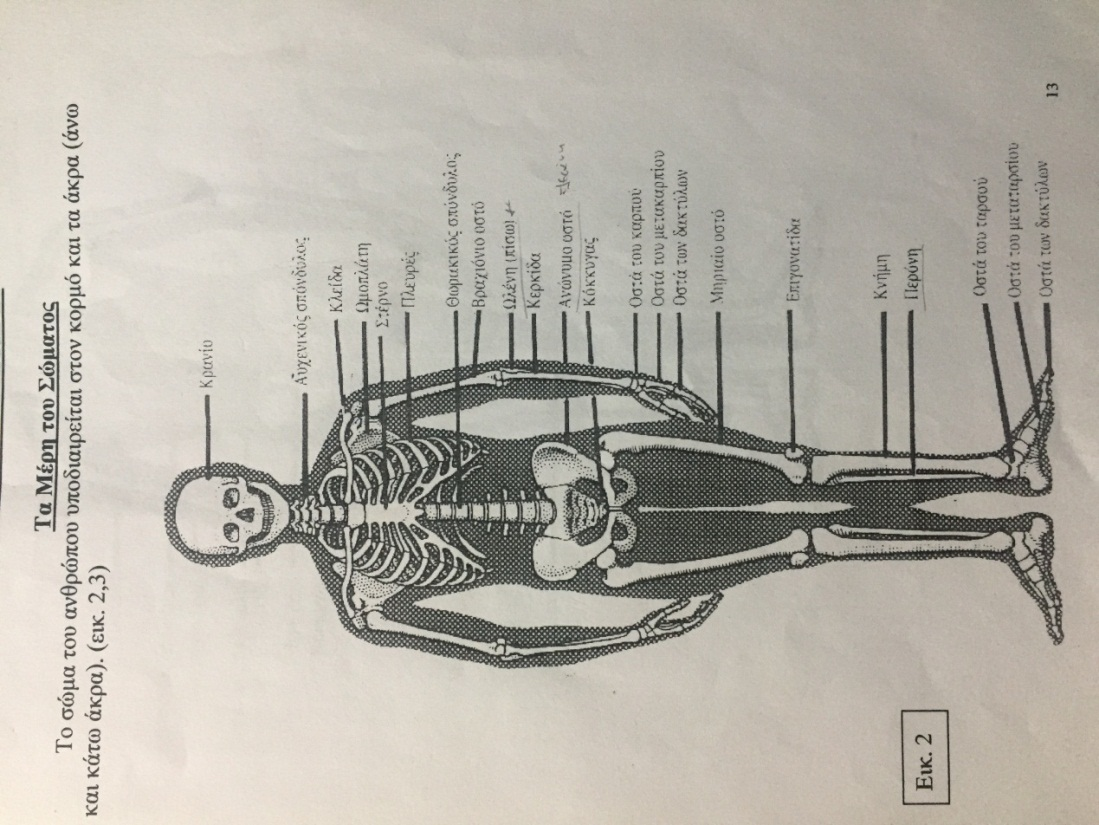 Τα Μέρη του Σώματος
Το σώμα του ανθρώπου υποδιαιρείται στον κορμό και τα άκρα (άνω
και κάτω άκρα). (εικ. 2,3)
Κρανίο
Αυχενικός σπόνδυλος
Κλείδα
Ωμοπλάτη
Στέρνο
Πλευρές
Θωρακικός σπόνδυλος
Βραχιόνιο οστό
Ωλένη (πίσω)
Κερκίδα
Ανώνυμο οστό
Κόκκυγας
Οστά του καρπού
Οστά του μετακαρπίου
Οστά των δακτύλων
Μηριαίο οστό
Επιγονατίδα
Κνήμη
Περόνη
Οστά του ταρσού
Οστά του μεταταρσίου
Οστά των δακτύλων
Εικ. 2
13